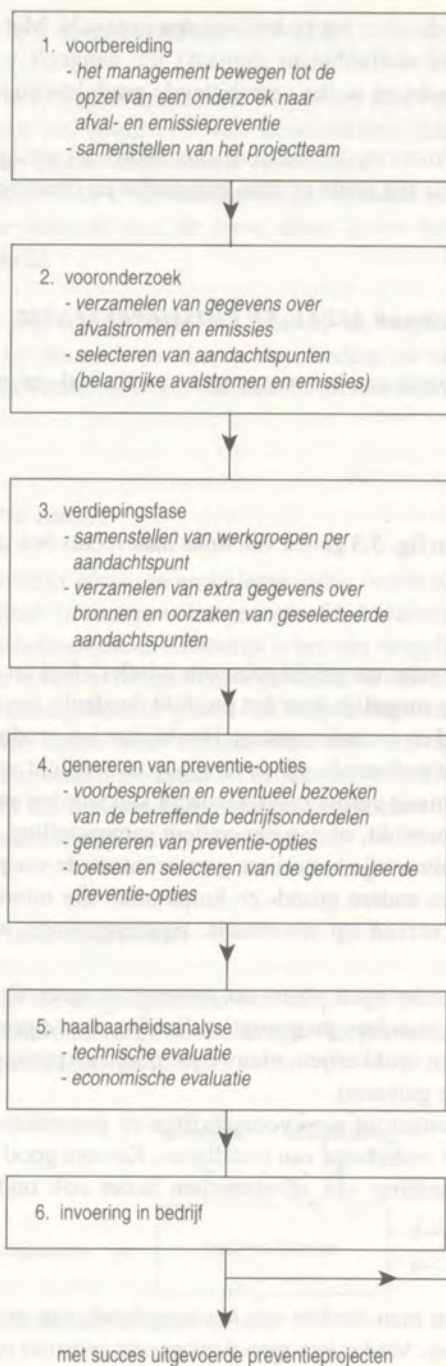 1. voorbereiding
- het management bewegen tot de
opzet van een onderzoek naar
afval- en emissiepreventie
- samenstellen van het projectteam
2. vooronderzoek
- verzamelen van gegevens over
afvalstromen en emissies
- selecteren van aandachtspunten
(belangrijke avalstromen en emissies)
3. verdiepingsfase
- samenstellen van werkgroepen per
aandachtspunt
- verzamelen van extra gegevens over
bronnen en oorzaken van geselecteerde
aandachtspunten
4. genereren van preventie-opties
- voorbespreken en eventueel bezoeken
van de betreffende bedrijfsonderdelen
- genereren van preventie-opties
- toetsen en selecteren van de geformuleerde
preventie-opties
5. haalbaarheidsanalyse
- technische evaluatie
- economische evaluatie
6. invoering in bedrijf
met succes uitgevoerde preventieprojecten